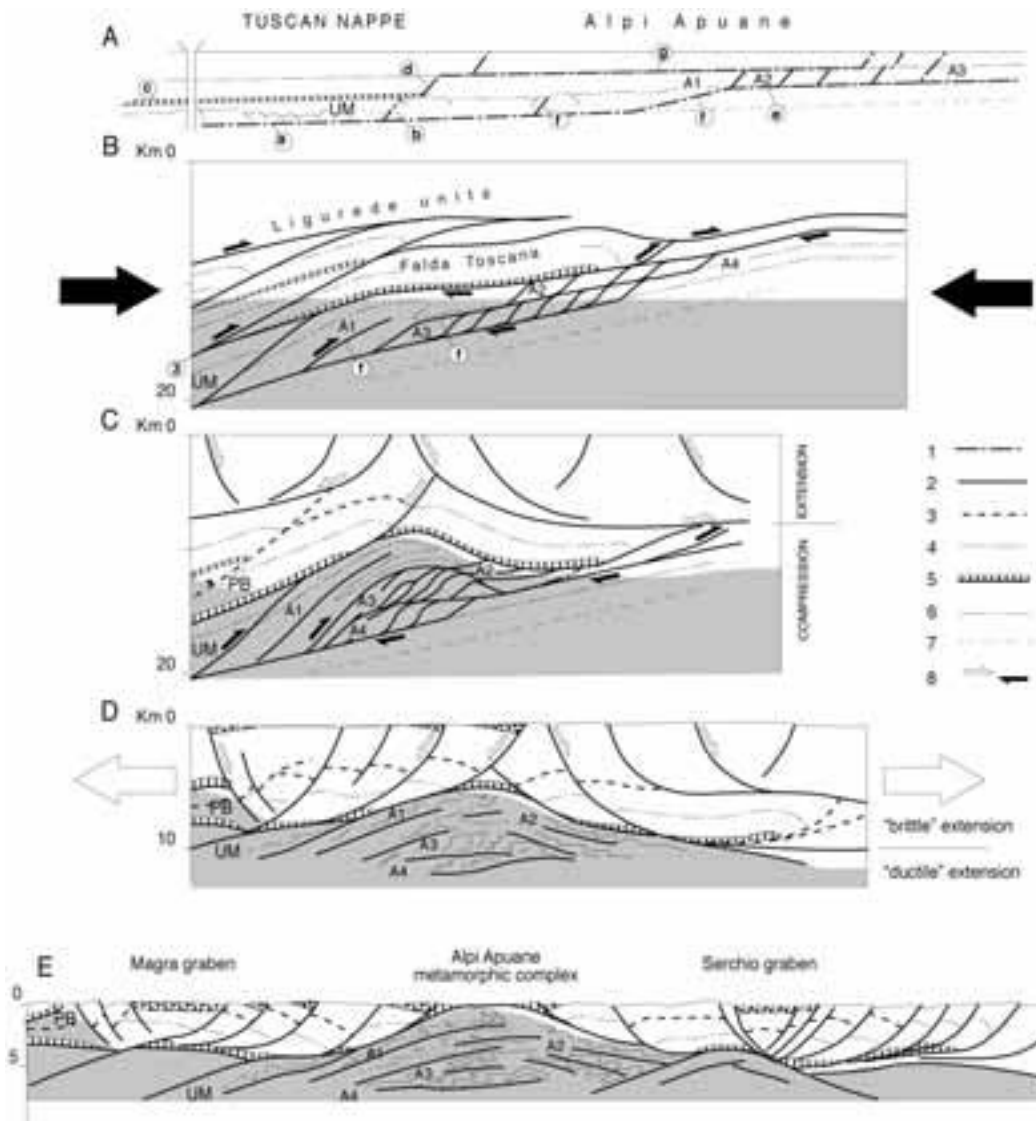 TUSCAN NAPPE Alpi Apuane
A
g
d
A1 A2 A3
c
UM
f f e
a b
B Km 0
Liguride unita
Falda Toscana
A4
A1
A3
f
f
3
UM
20
C Km 0
EXTENSION
COMPRESSION
PB
A2
A1
A3
A4
UM
20
1
2
3
4
5
6
7
8
D Km 0
PB
A1
A2
10
UM
A3
A4
"brittle" extension
"ductile" extension
E
Magra graben
Alpi Apuane
metamorphic complex
Serchio graben
0
PB
5
A1
A2
A3
UM
A4